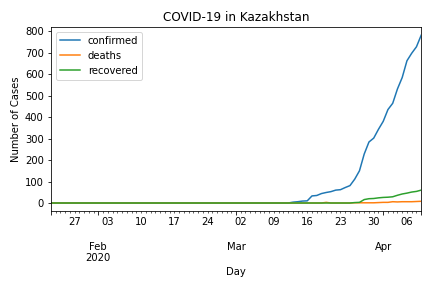 COVID-19 in Kazakhstan
confirmed
deaths
recovered
Number of Cases
800
700
600
500
400
300
200
100
0
27 03 10 17 24 02 09 16 23 30 06
Feb Mar Apr
2020
Day